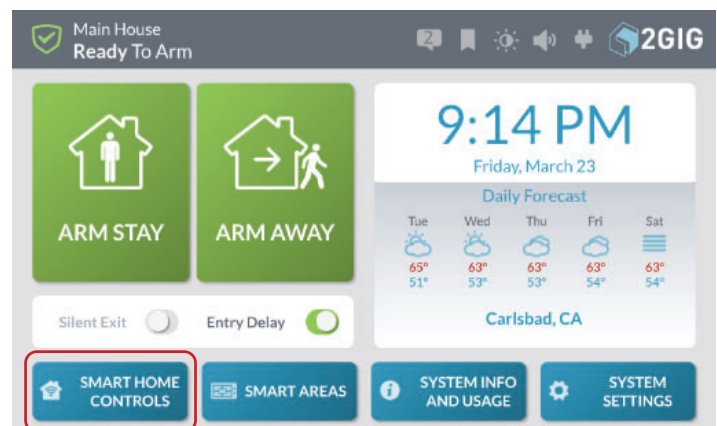 Main House
Ready To Arm
2
2GIG
ARM STAY
ARM AWAY
Silent Exit
Entry Delay
9:14 PM
Friday, March 23
Daily Forecast
Tue Wed Thu Fri Sat
65° 63° 63° 63° 63°
51° 53° 53° 54° 54°
Carlsbad, CA
SMART HOME
CONTROLS
SMART AREAS
SYSTEM INFO
AND USAGE
SYSTEM
SETTINGS